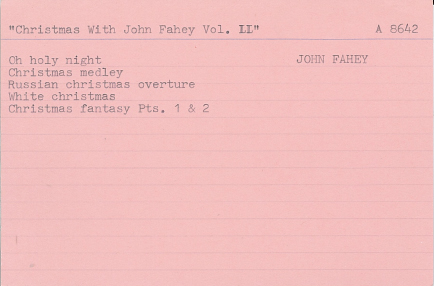 "Christmas With John Fahey Vol. II" A 8642
Oh holy night JOHN FAHEY
Christmas medley
Russian christmas overture
White christmas
Christmas fantasy Pts. 1 & 2